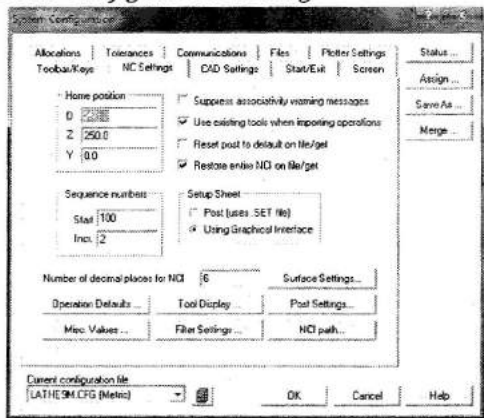 System Configuration
Allocations Tolerances Communications Files Plotter Settings
Toolbar/Keys NC Settings CAD Settings Start/Exit Screen
Status ...
Assign ...
Save As ...
Merge ...
Home position
D
Z 250.0
Y 0.0
Suppress associativity warning messages
Use existing tools when importing operations
Reset post to default on file/get
Restore entire NCI on file/get
Sequence numbers
Start 100
Incr. 2
Setup Sheet
Post (uses .SET file)
Using Graphical Interface
Number of decimal places for NCI 6
Surface Settings...
Operation Defaults ... Tool Display ... Post Settings...
Misc. Values ... Filter Settings ... NCI path...
Current configuration file
LATHE9M.CFG (Metric)
OK Cancel Help